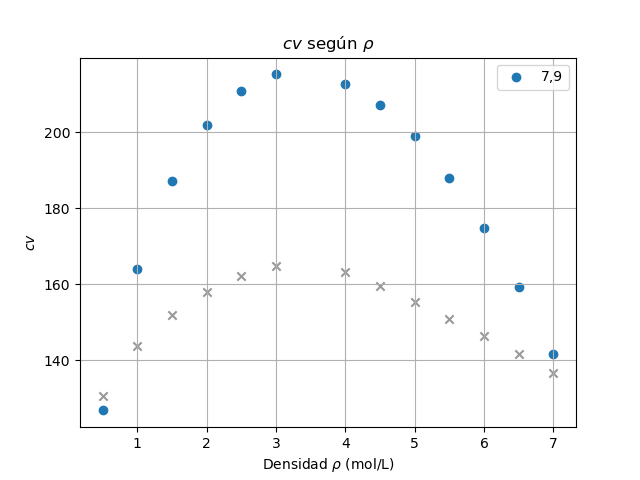 cv según ρ
7,9
cv
200
180
160
140
1 2 3 4 5 6 7
Densidad ρ (mol/L)